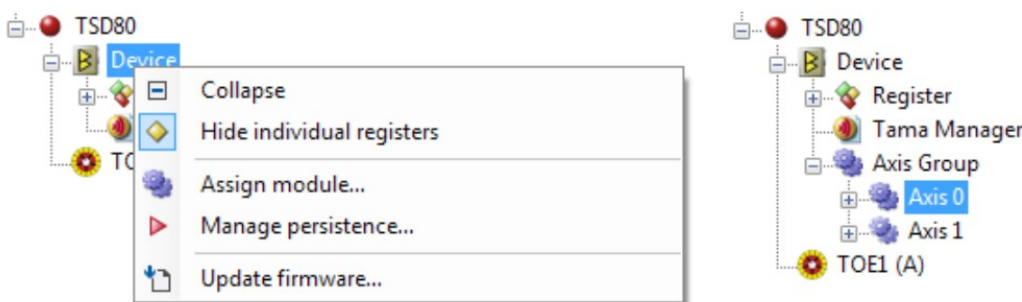 TSD80
Device
Collapse
Hide individual registers
Assign module...
Manage persistence...
Update firmware...
TSD80
Device
Register
Tama Manager
Axis Group
Axis 0
Axis 1
TOE1 (A)